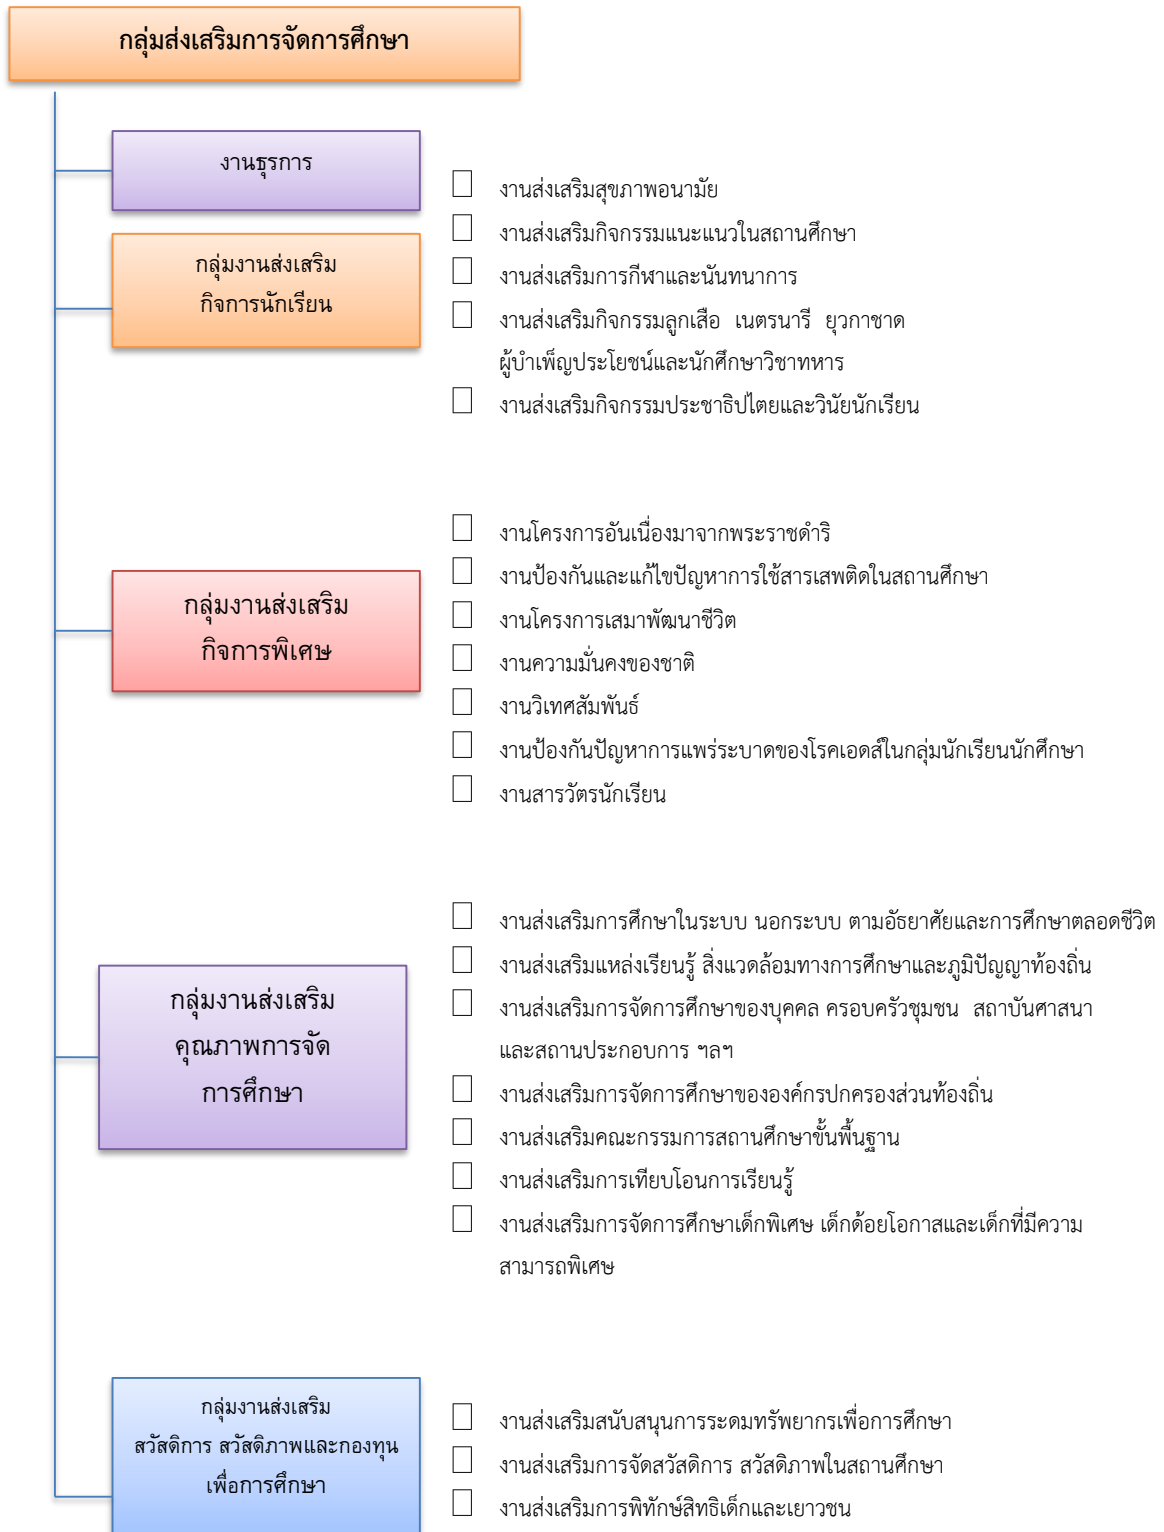 กลุ่มส่งเสริมการจัดการศึกษา
งานธุรการ
กลุ่มงานส่งเสริม
กิจการนักเรียน
งานส่งเสริมสุขภาพอนามัย
งานส่งเสริมกิจกรรมแนะแนวในสถานศึกษา
งานส่งเสริมการกีฬาและนันทนาการ
งานส่งเสริมกิจกรรมลูกเสือ เนตรนารี ยุวกาชาด
ผู้บำเพ็ญประโยชน์และนักศึกษาวิชาทหาร
งานส่งเสริมกิจกรรมประชาธิปไตยและวินัยนักเรียน
กลุ่มงานส่งเสริม
กิจการพิเศษ
งานโครงการอันเนื่องมาจากพระราชดำริ
งานป้องกันและแก้ไขปัญหาการใช้สารเสพติดในสถานศึกษา
งานโครงการเสมาพัฒนาชีวิต
งานความมั่นคงของชาติ
งานวิเทศสัมพันธ์
งานป้องกันปัญหาการแพร่ระบาดของโรคเอดส์ในกลุ่มนักเรียนนักศึกษา
งานสารวัตรนักเรียน
กลุ่มงานส่งเสริม
คุณภาพการจัด
การศึกษา
งานส่งเสริมการศึกษาในระบบ นอกระบบ ตามอัธยาศัยและการศึกษาตลอดชีวิต
งานส่งเสริมแหล่งเรียนรู้ สิ่งแวดล้อมทางการศึกษาและภูมิปัญญาท้องถิ่น
งานส่งเสริมการจัดการศึกษาของบุคคล ครอบครัวชุมชน สถาบันศาสนา
และสถานประกอบการ ฯลฯ
งานส่งเสริมการจัดการศึกษาขององค์กรปกครองส่วนท้องถิ่น
งานส่งเสริมคณะกรรมการสถานศึกษาขั้นพื้นฐาน
งานส่งเสริมการเทียบโอนการเรียนรู้
งานส่งเสริมการจัดการศึกษาเด็กพิเศษ เด็กด้อยโอกาสและเด็กที่มีความ
สามารถพิเศษ
กลุ่มงานส่งเสริม
สวัสดิการ สวัสดิภาพและกองทุน
เพื่อการศึกษา
งานส่งเสริมสนับสนุนการระดมทรัพยากรเพื่อการศึกษา
งานส่งเสริมการจัดสวัสดิการ สวัสดิภาพในสถานศึกษา
งานส่งเสริมการพิทักษ์สิทธิเด็กและเยาวชน